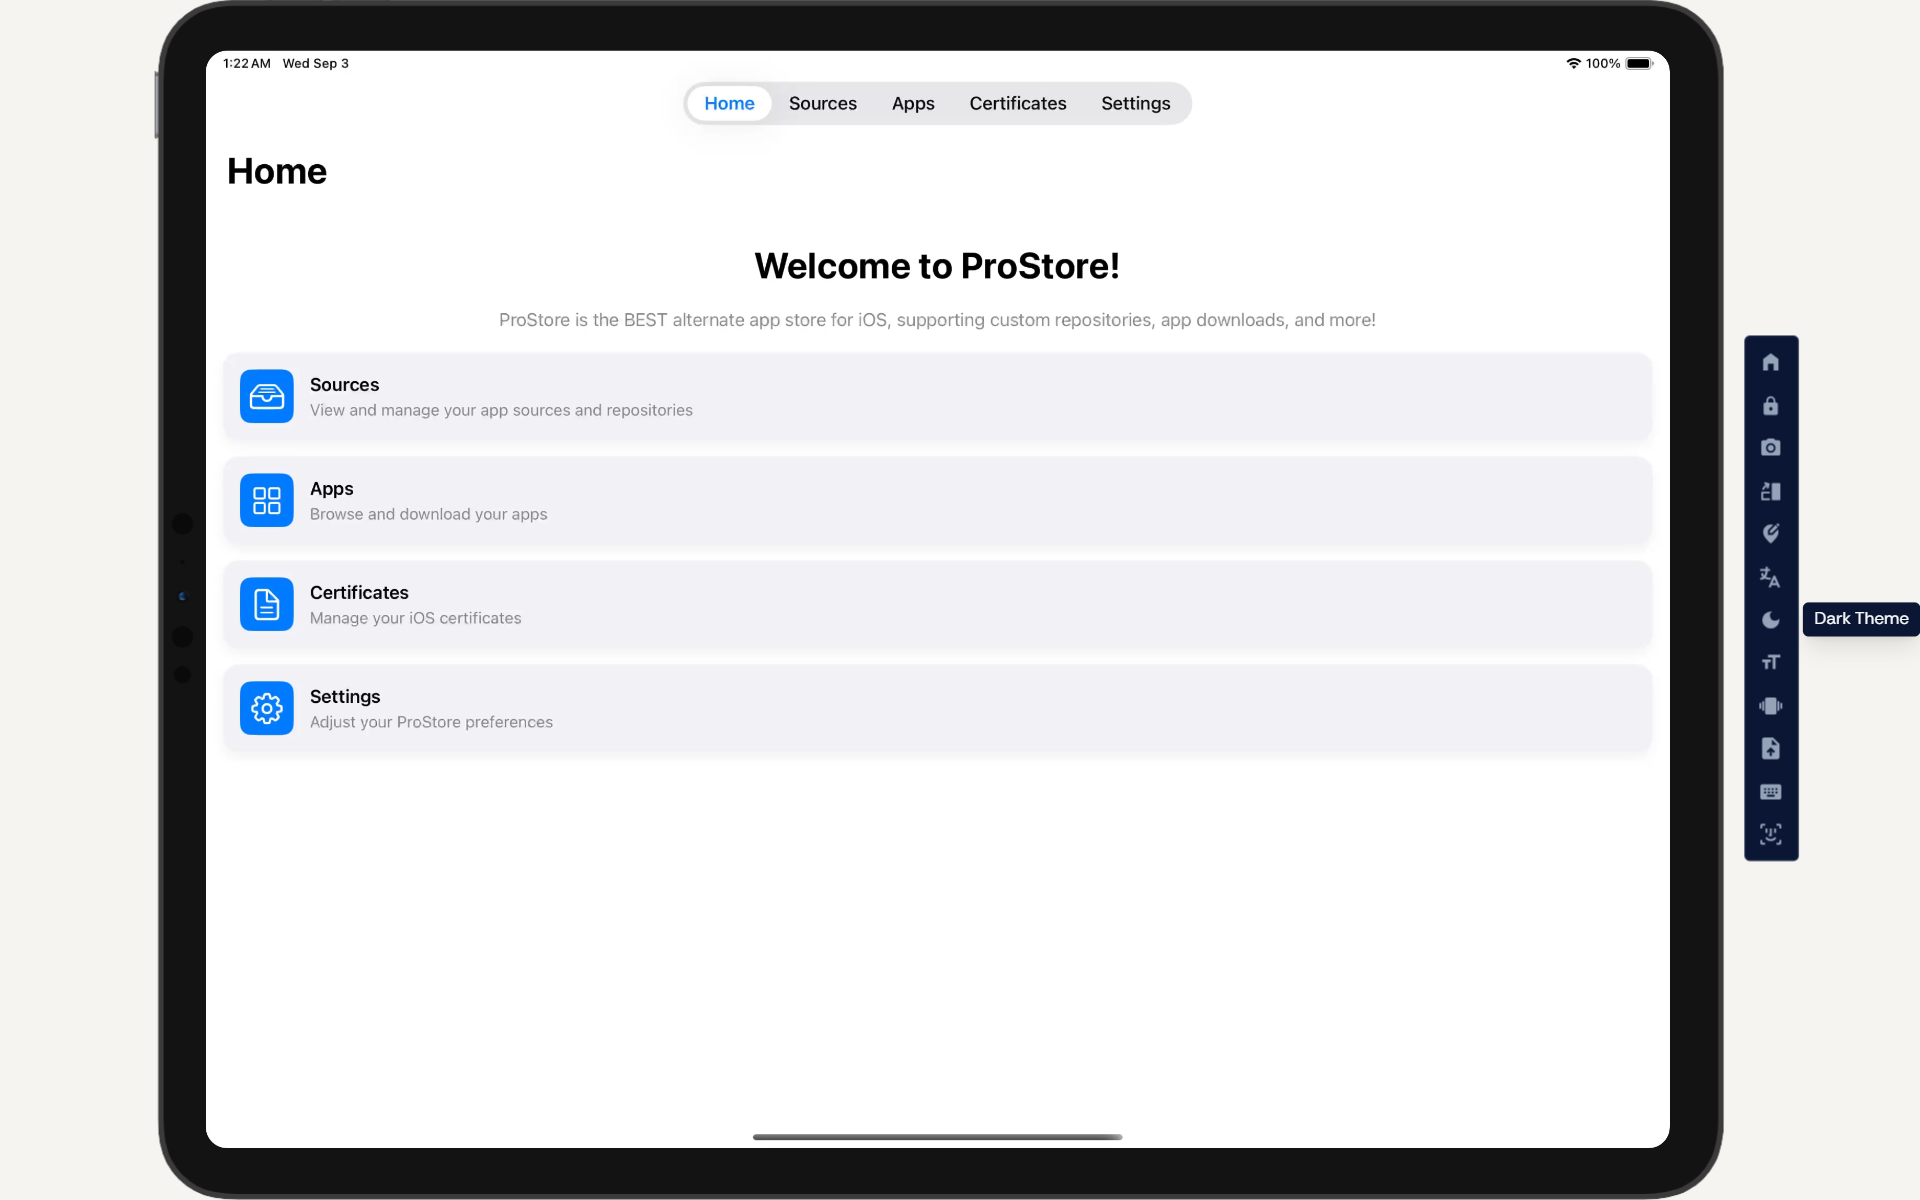 1:22 AM Wed Sep 3
100%
Home Sources Apps Certificates Settings
Home
Welcome to ProStore!
ProStore is the BEST alternate app store for iOS, supporting custom repositories, app downloads, and more!
Sources
View and manage your app sources and repositories
Apps
Browse and download your apps
Certificates
Manage your iOS certificates
Dark Theme
Settings
Adjust your ProStore preferences